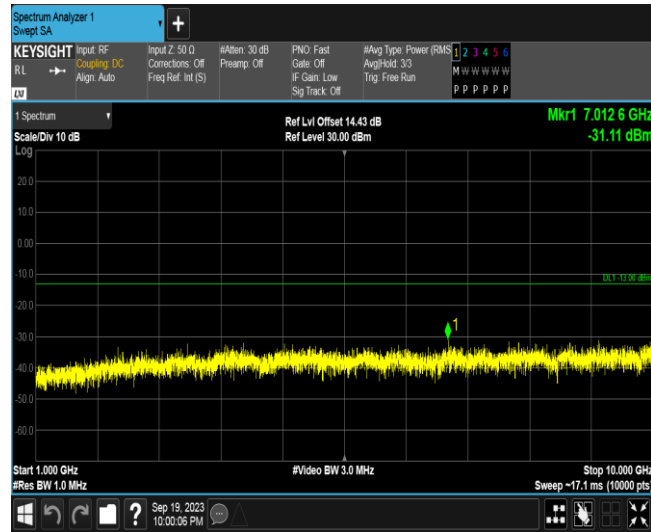 Spectrum Analyzer 1
Swept SA
+
KEYSIGHT Input: RF Input Z: 50 Ω #Atten: 30 dB PNO: Fast #Avg Type: Power (RMS 1 2 3 4 5 6
RL Coupling: DC Corrections: Off Preamp: Off Gate: Off Avg|Hold: 3/3 M W W W W W
Align: Auto Freq Ref: Int (S) IF Gain: Low Trig: Free Run
LXI Sig Track: Off P P P P P P
1 Spectrum Ref Lvl Offset 14.43 dB Mkr1 7.012 6 GHz
Scale/Div 10 dB Ref Level 30.00 dBm -31.11 dBm
Log
20.0
10.0
0.00
-10.0 DL1 -13.00 dBm
-20.0
-30.0 1
-40.0
-50.0
-60.0
Start 1.000 GHz #Video BW 3.0 MHz Stop 10.000 GHz
#Res BW 1.0 MHz Sweep ~17.1 ms (10000 pts)
? Sep 19, 2023
10:00:06 PM